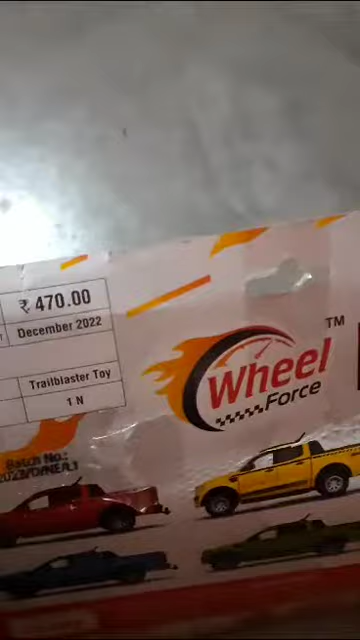 ₹ 470.00
December 2022
Trailblaster Toy
1 N
Batch No.:
TM
Wheel
Force